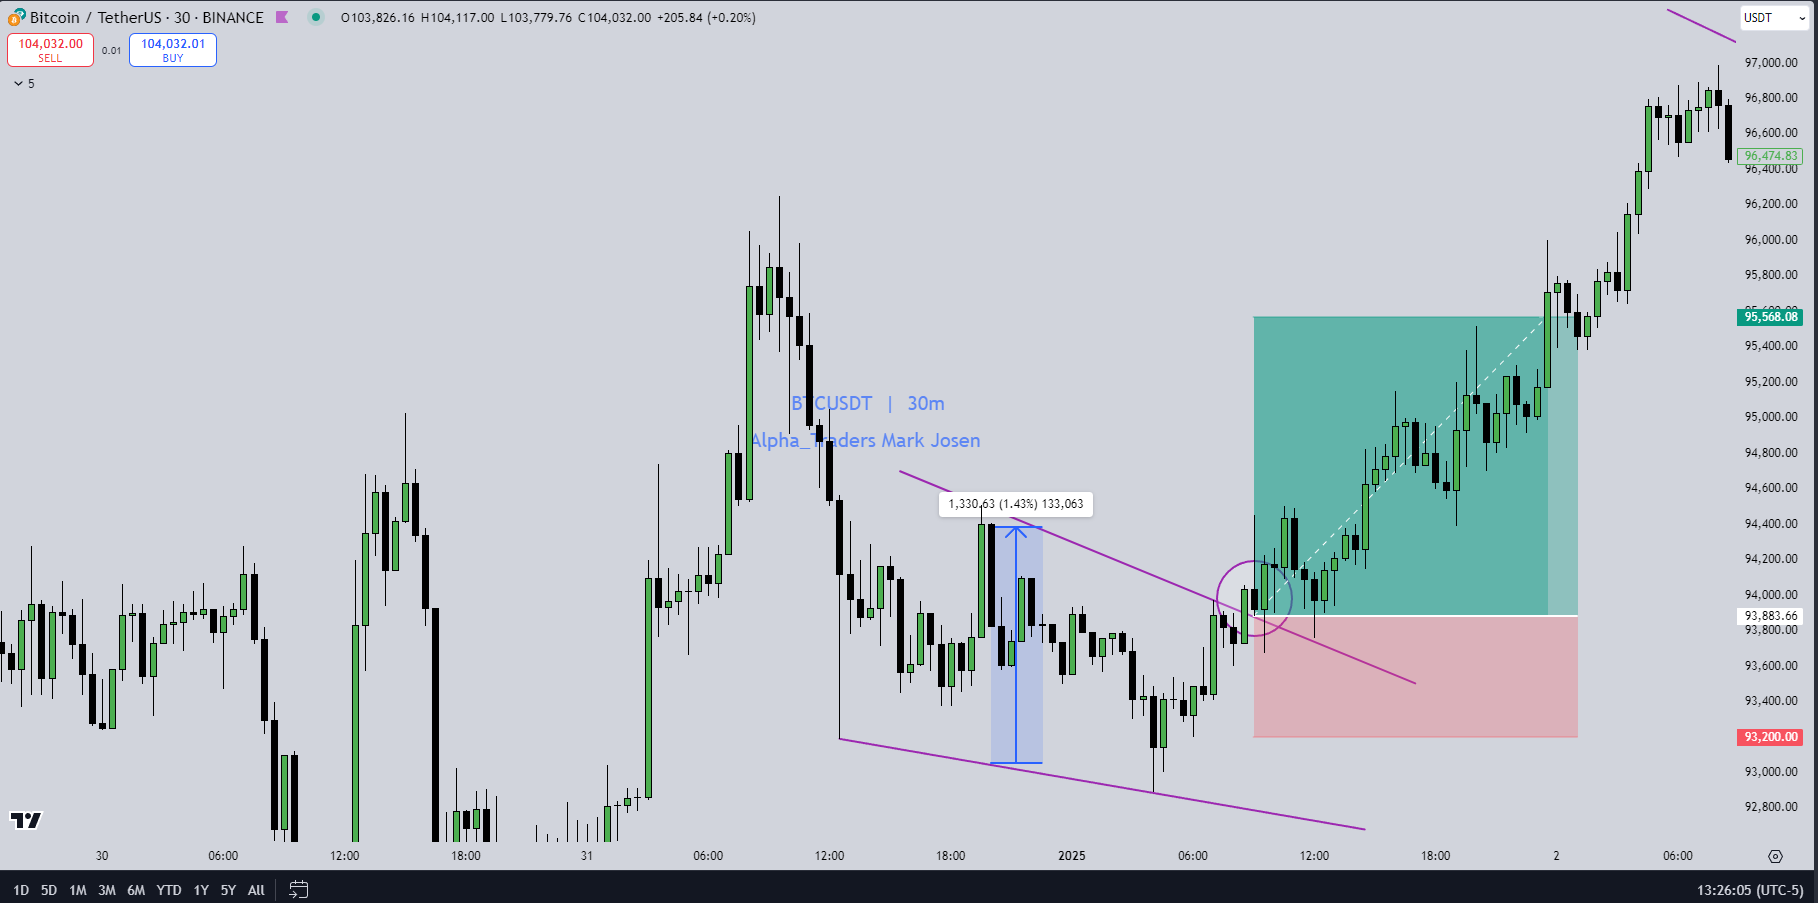 Bitcoin / TetherUS · 30 · BINANCE O103,826.16 H104,117.00 L103,779.76 C104,032.00 +205.84 (+0.20%)
USDT
104,032.00
SELL
0.01
104,032.01
BUY
5
97,000.00
96,800.00
96,600.00
96,474.83
96,400.00
96,200.00
96,000.00
95,800.00
95,568.08
95,400.00
95,200.00
95,000.00
94,800.00
94,600.00
94,400.00
94,200.00
94,000.00
93,883.66
93,800.00
93,600.00
93,400.00
93,200.00
93,000.00
92,800.00
BTCUSDT | 30m
Alpha_Traders Mark Josen
1,330.63 (1.43%) 133,063
30 06:00 12:00 18:00 31 06:00 12:00 18:00 2025 06:00 12:00 18:00 2 06:00
1D 5D 1M 3M 6M YTD 1Y 5Y All
13:26:05 (UTC-5)